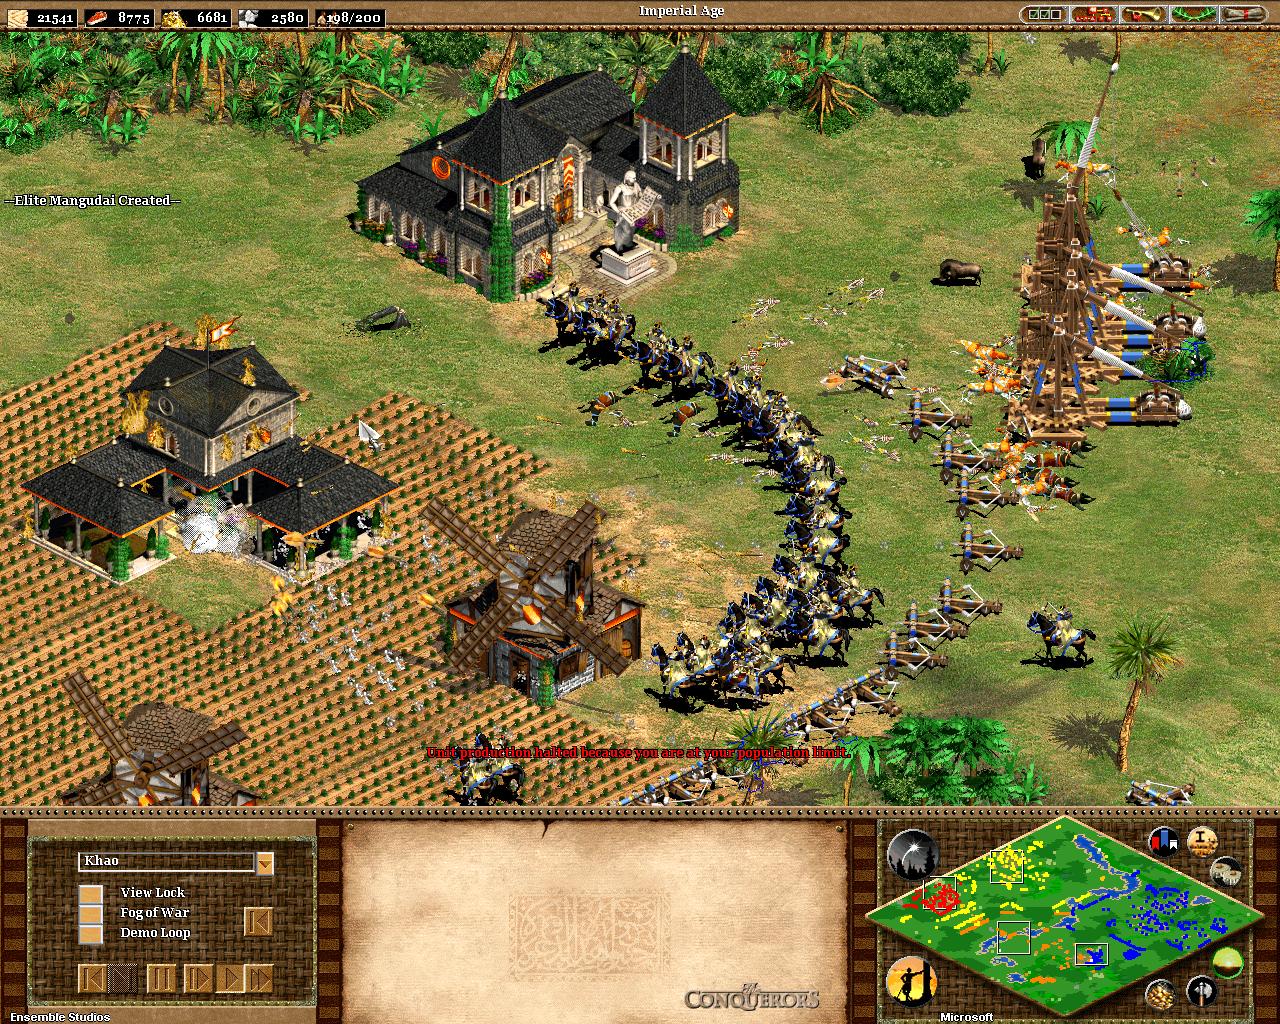 21541 8775 6681 2580 198/200
Imperial Age
--Elite Mangudai Created--
Unit production halted because you are at your population limit.
Khao
View Lock
Fog of War
Demo Loop
The
CONQUERORS
Ensemble Studios
Microsoft